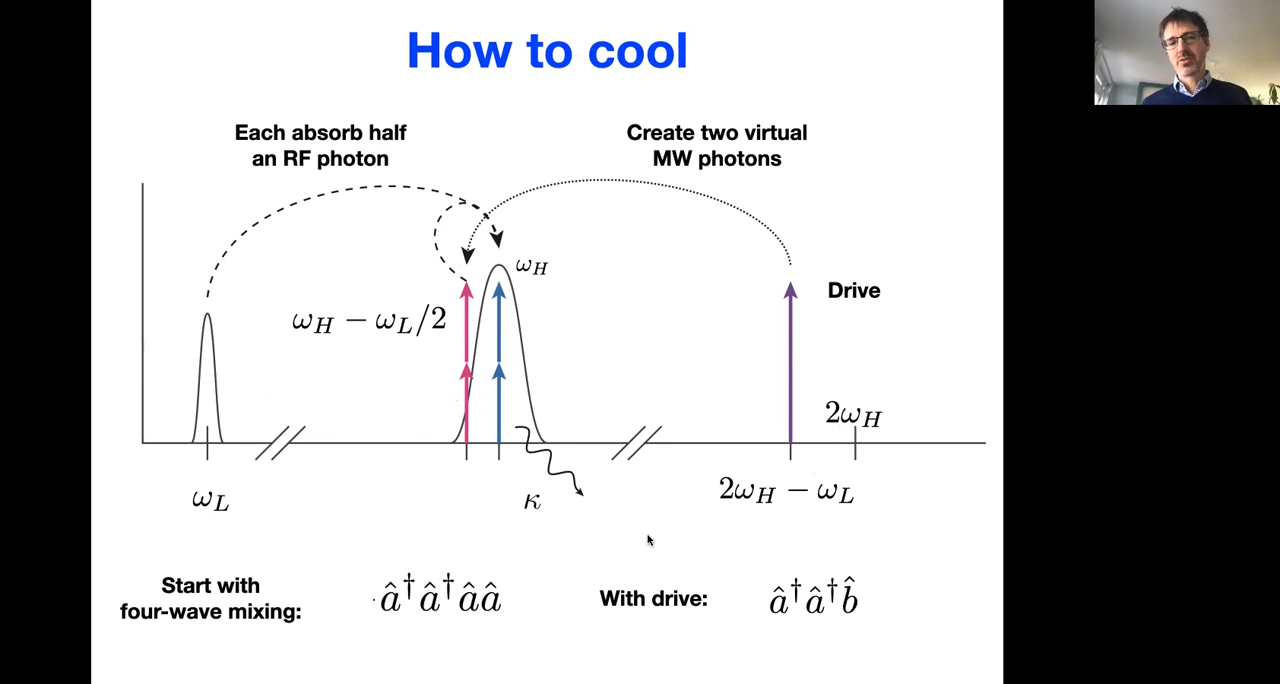 How to cool
Each absorb half
an RF photon
Create two virtual
MW photons
ω_H
Drive
ω_H − ω_L/2
2ω_H
ω_L
κ
2ω_H − ω_L
Start with
four-wave mixing:
â†â†ââ
With drive:
â†â†b̂